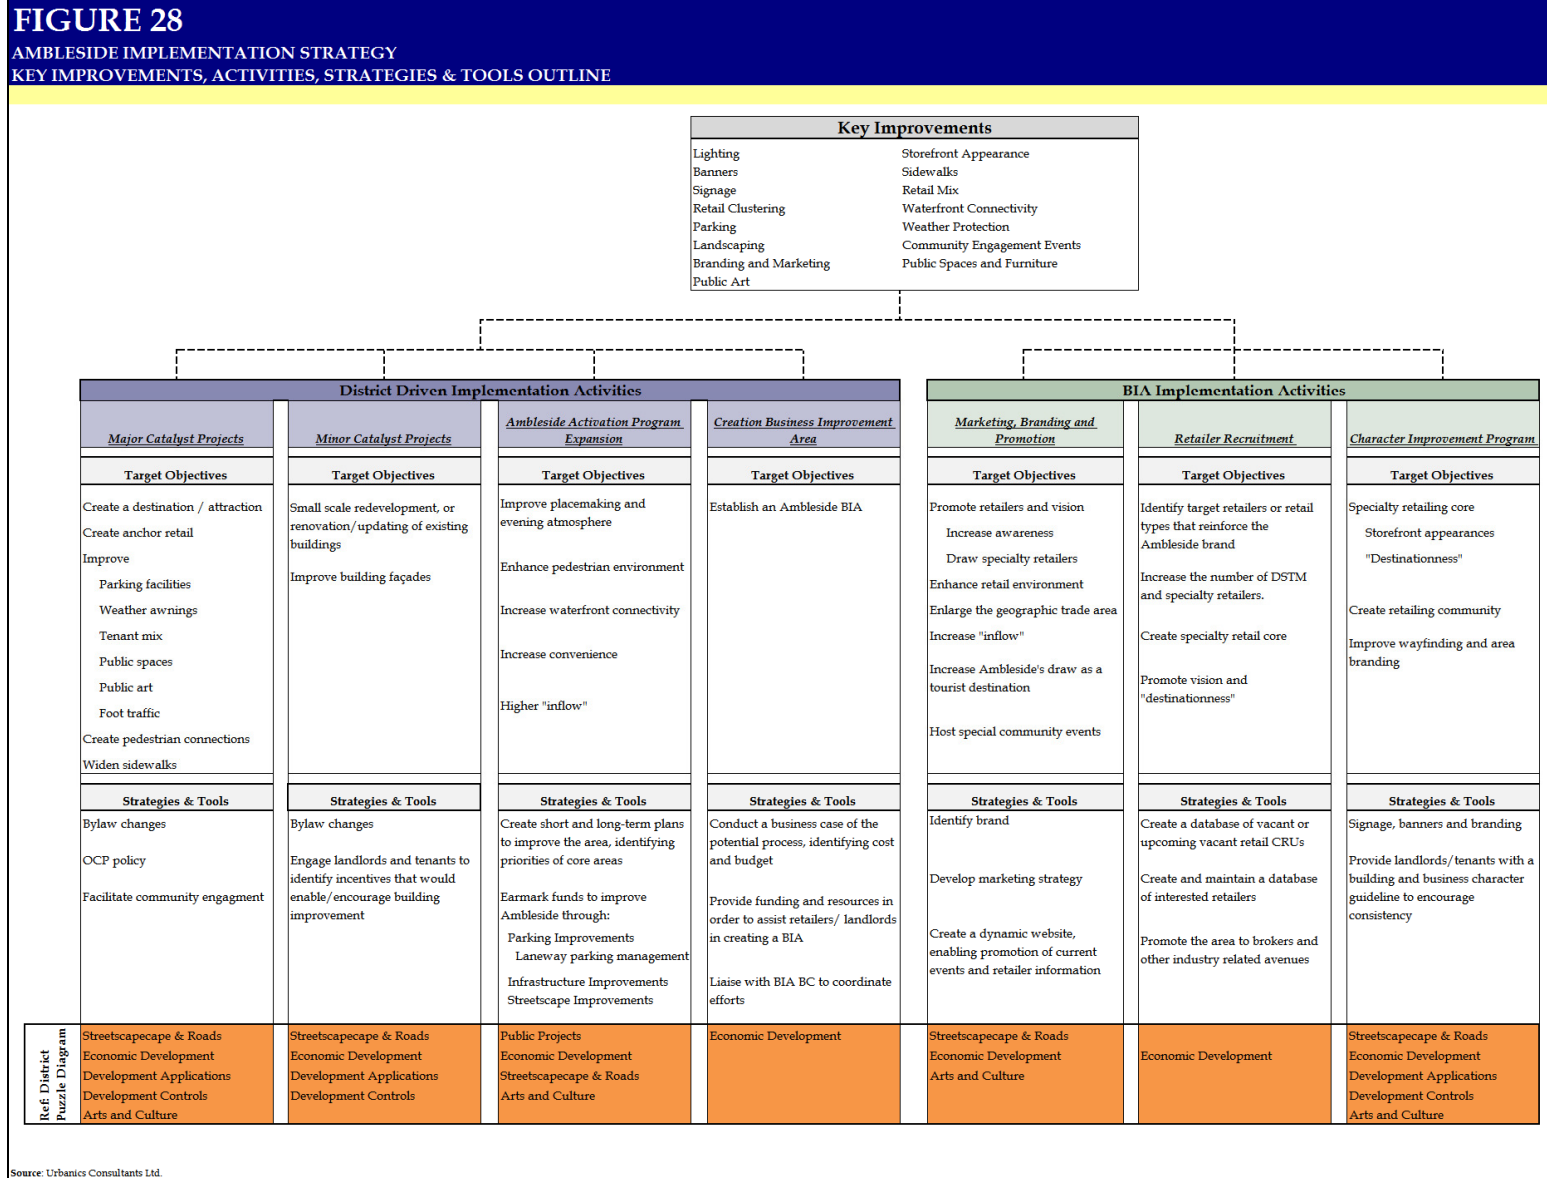 FIGURE 28
AMBLESIDE IMPLEMENTATION STRATEGY
KEY IMPROVEMENTS, ACTIVITIES, STRATEGIES & TOOLS OUTLINE
Key Improvements
Lighting
Banners
Signage
Retail Clustering
Parking
Landscaping
Branding and Marketing
Public Art
Storefront Appearance
Sidewalks
Retail Mix
Waterfront Connectivity
Weather Protection
Community Engagement Events
Public Spaces and Furniture
District Driven Implementation Activities
Major Catalyst Projects
Target Objectives
Create a destination / attraction
Create anchor retail
Improve
Parking facilities
Weather awnings
Tenant mix
Public spaces
Public art
Foot traffic
Create pedestrian connections
Widen sidewalks
Strategies & Tools
Bylaw changes
OCP policy
Facilitate community engagment
Minor Catalyst Projects
Target Objectives
Small scale redevelopment, or
renovation/updating of existing
buildings
Improve building façades
Strategies & Tools
Bylaw changes
Engage landlords and tenants to
identify incentives that would
enable/encourage building
improvement
Ambleside Activation Program
Expansion
Target Objectives
Improve placemaking and
evening atmosphere
Enhance pedestrian environment
Increase waterfront connectivity
Increase convenience
Higher "inflow"
Strategies & Tools
Create short and long-term plans
to improve the area, identifying
priorities of core areas
Earmark funds to improve
Ambleside through:
Parking Improvements
Laneway parking management
Infrastructure Improvements
Streetscape Improvements
Creation Business Improvement
Area
Target Objectives
Establish an Ambleside BIA
Strategies & Tools
Conduct a business case of the
potential process, identifying cost
and budget
Provide funding and resources in
order to assist retailers/ landlords
in creating a BIA
Liaise with BIA BC to coordinate
efforts
BIA Implementation Activities
Marketing, Branding and
Promotion
Target Objectives
Promote retailers and vision
Increase awareness
Draw specialty retailers
Enhance retail environment
Enlarge the geographic trade area
Increase "inflow"
Increase Ambleside's draw as a
tourist destination
Host special community events
Strategies & Tools
Identify brand
Develop marketing strategy
Create a dynamic website,
enabling promotion of current
events and retailer information
Retailer Recruitment
Target Objectives
Identify target retailers or retail
types that reinforce the
Ambleside brand
Increase the number of DSTM
and specialty retailers.
Create specialty retail core
Promote vision and
"destinationness"
Strategies & Tools
Create a database of vacant or
upcoming vacant retail CRUs
Create and maintain a database
of interested retailers
Promote the area to brokers and
other industry related avenues
Character Improvement Program
Target Objectives
Specialty retailing core
Storefront appearances
"Destinationness"
Create retailing community
Improve wayfinding and area
branding
Strategies & Tools
Signage, banners and branding
Provide landlords/tenants with a
building and business character
guideline to encourage
consistency
Ref: District
Puzzle Diagram
Streetscapecape & Roads
Economic Development
Development Applications
Development Controls
Arts and Culture
Streetscapecape & Roads
Economic Development
Development Applications
Development Controls
Public Projects
Economic Development
Streetscapecape & Roads
Arts and Culture
Economic Development
Streetscapecape & Roads
Economic Development
Arts and Culture
Economic Development
Streetscapecape & Roads
Economic Development
Development Applications
Development Controls
Arts and Culture
Source: Urbanics Consultants Ltd.